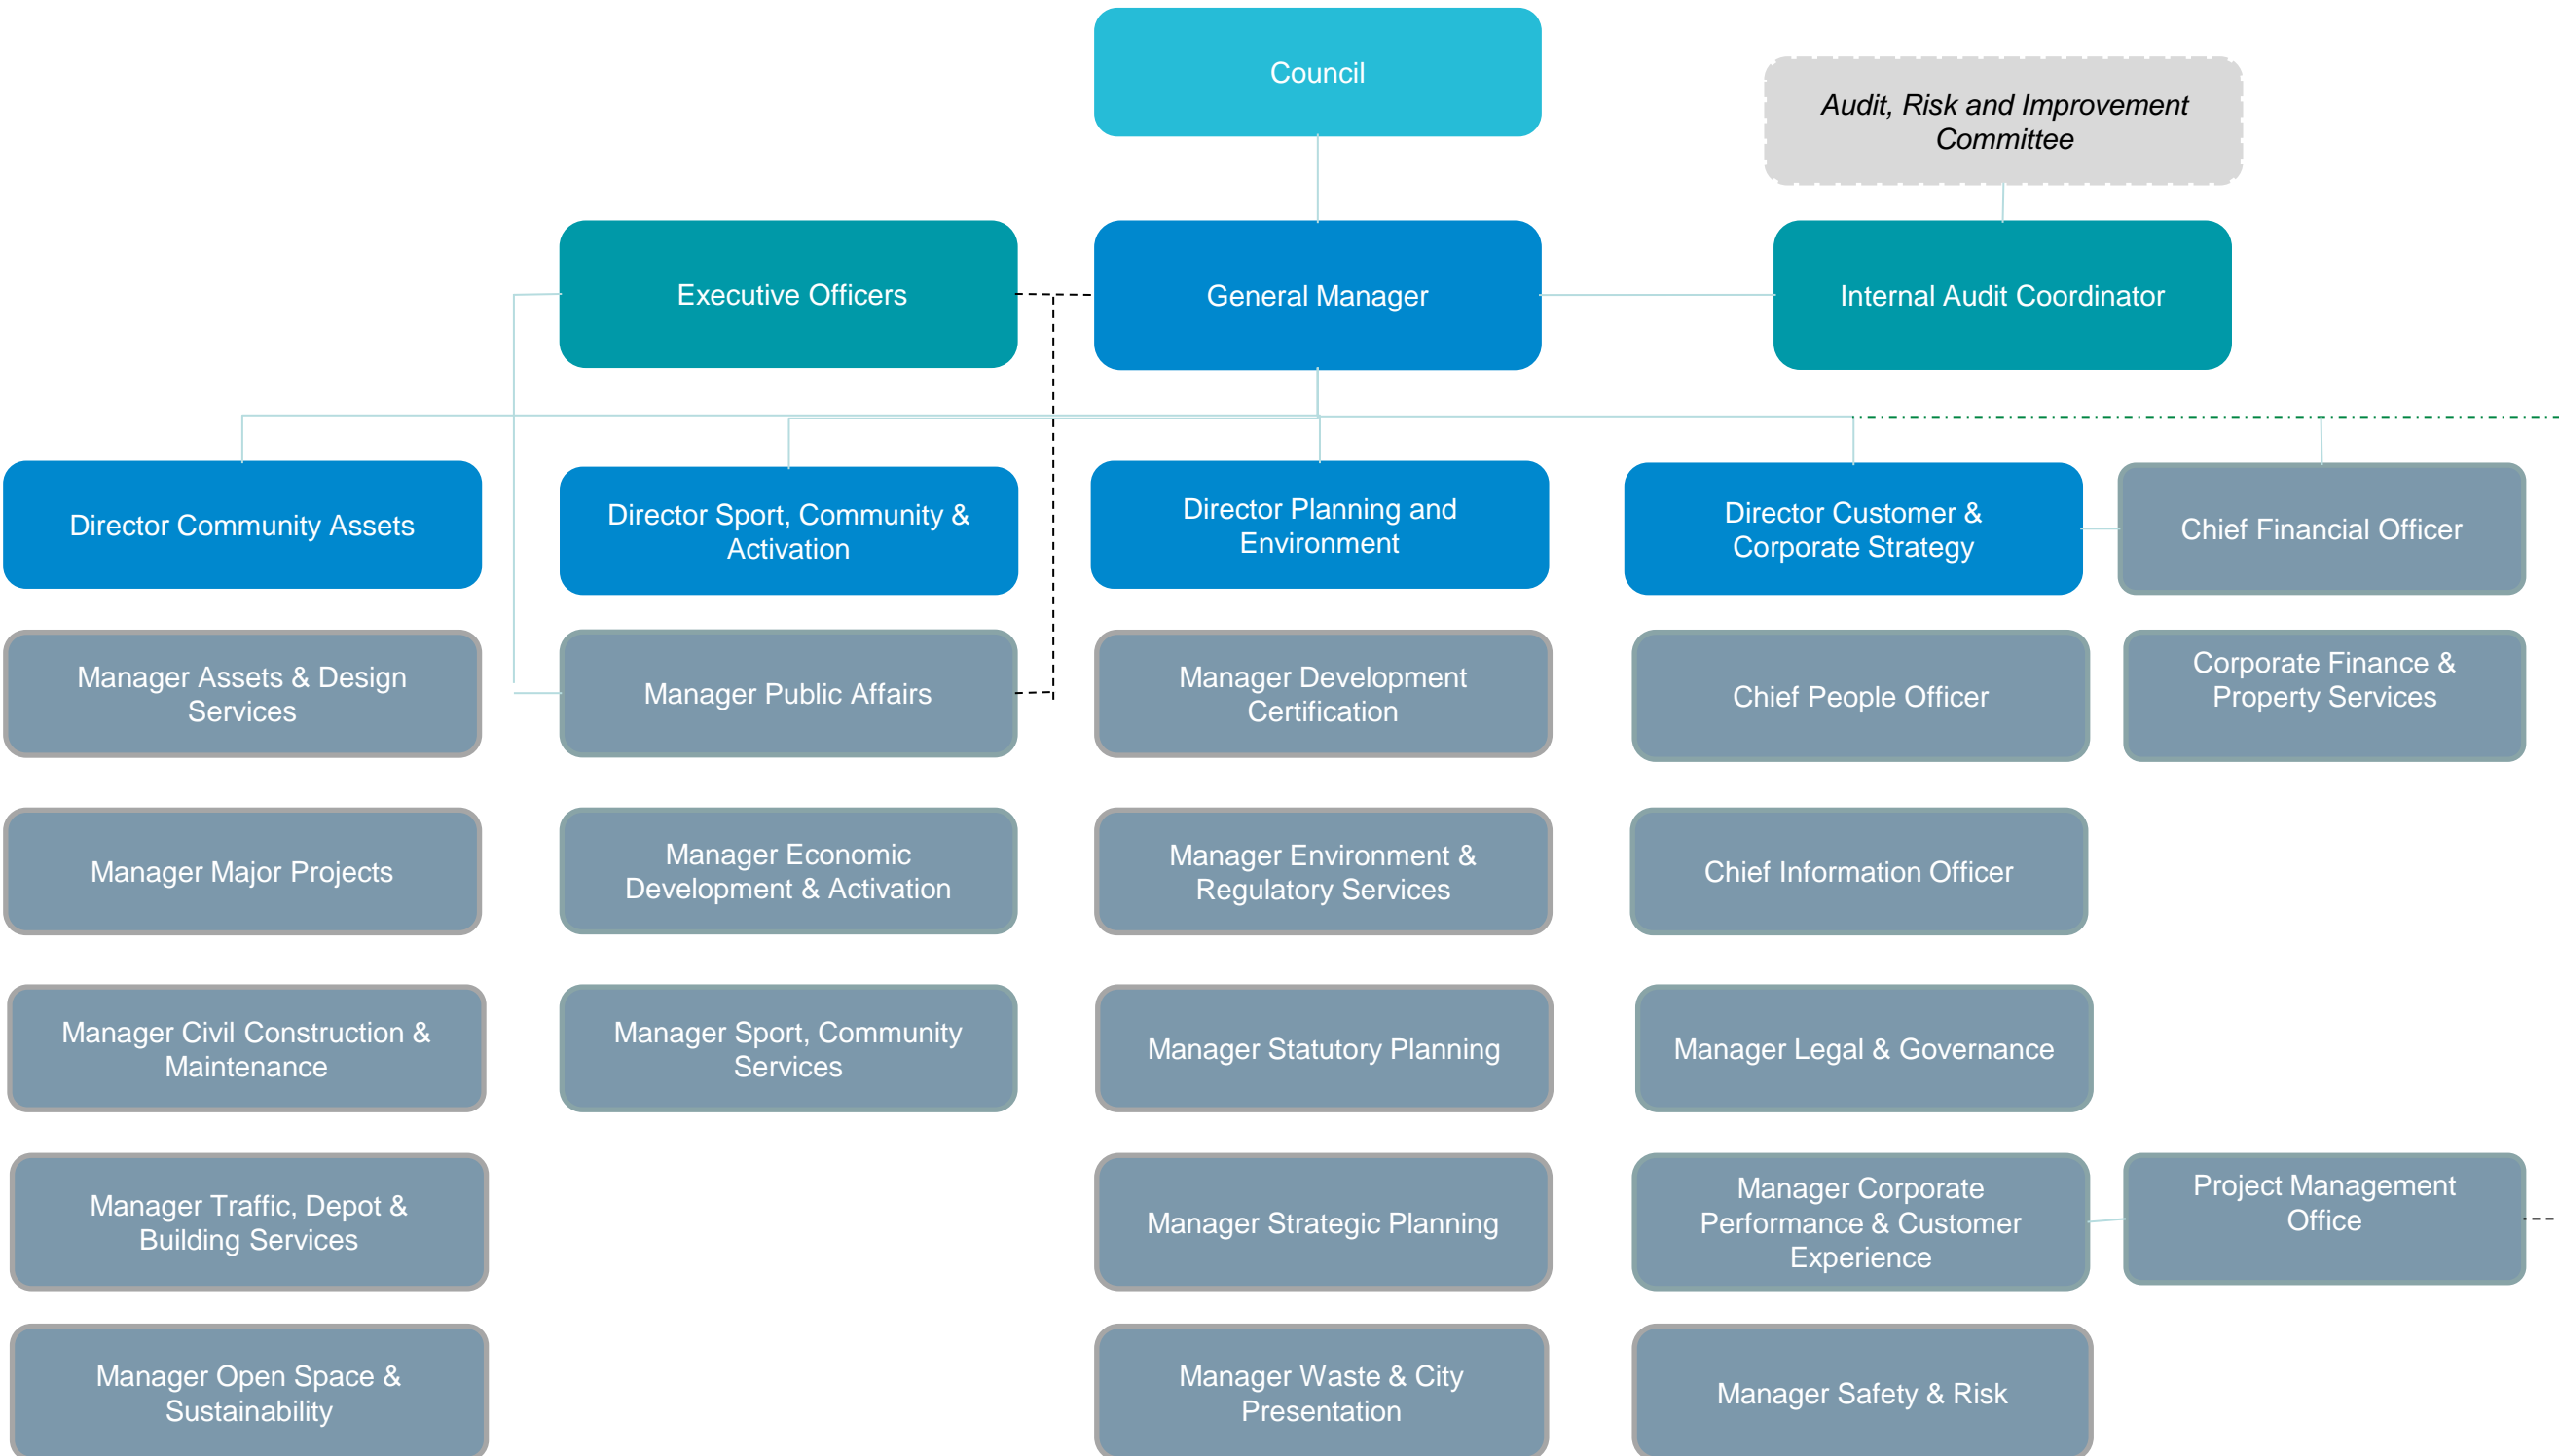 Council
Audit, Risk and Improvement
Committee
Executive Officers
General Manager
Internal Audit Coordinator
Director Community Assets
Director Sport, Community &
Activation
Director Planning and
Environment
Director Customer &
Corporate Strategy
Chief Financial Officer
Manager Assets & Design
Services
Manager Public Affairs
Manager Development
Certification
Chief People Officer
Corporate Finance &
Property Services
Manager Major Projects
Manager Economic
Development & Activation
Manager Environment &
Regulatory Services
Chief Information Officer
Manager Civil Construction &
Maintenance
Manager Sport, Community
Services
Manager Statutory Planning
Manager Legal & Governance
Manager Traffic, Depot &
Building Services
Manager Strategic Planning
Manager Corporate
Performance & Customer
Experience
Project Management
Office
Manager Open Space &
Sustainability
Manager Waste & City
Presentation
Manager Safety & Risk